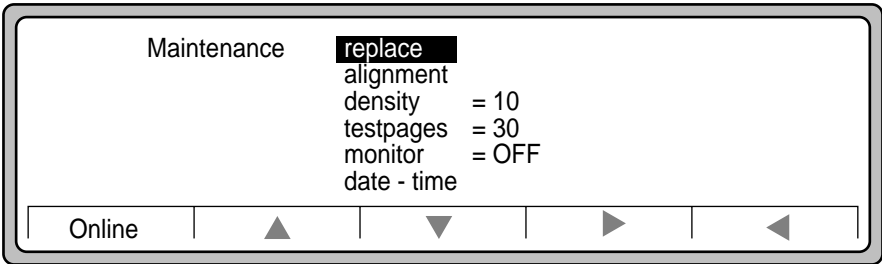 Maintenance replace
alignment
density = 10
testpages = 30
monitor = OFF
date - time
Online